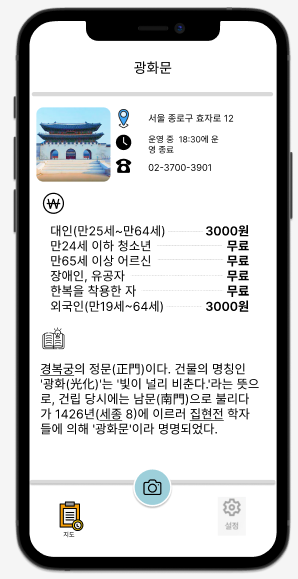 광화문
서울 종로구 효자로 12
운영 중  18:30에 운
영 종료
02-3700-3901
대인(만25세~만64세) 3000원
만24세 이하 청소년 무료
만65세 이상 어르신 무료
장애인, 유공자 무료
한복을 착용한 자 무료
외국인(만19세~64세) 3000원
경복궁의 정문(正門)이다. 건물의 명칭인
'광화(光化)'는 '빛이 널리 비춘다.'라는 뜻으
로, 건립 당시에는 남문(南門)으로 불리다
가 1426년(세종 8)에 이르러 집현전 학자
들에 의해 '광화문'이라 명명되었다.
지도
설정